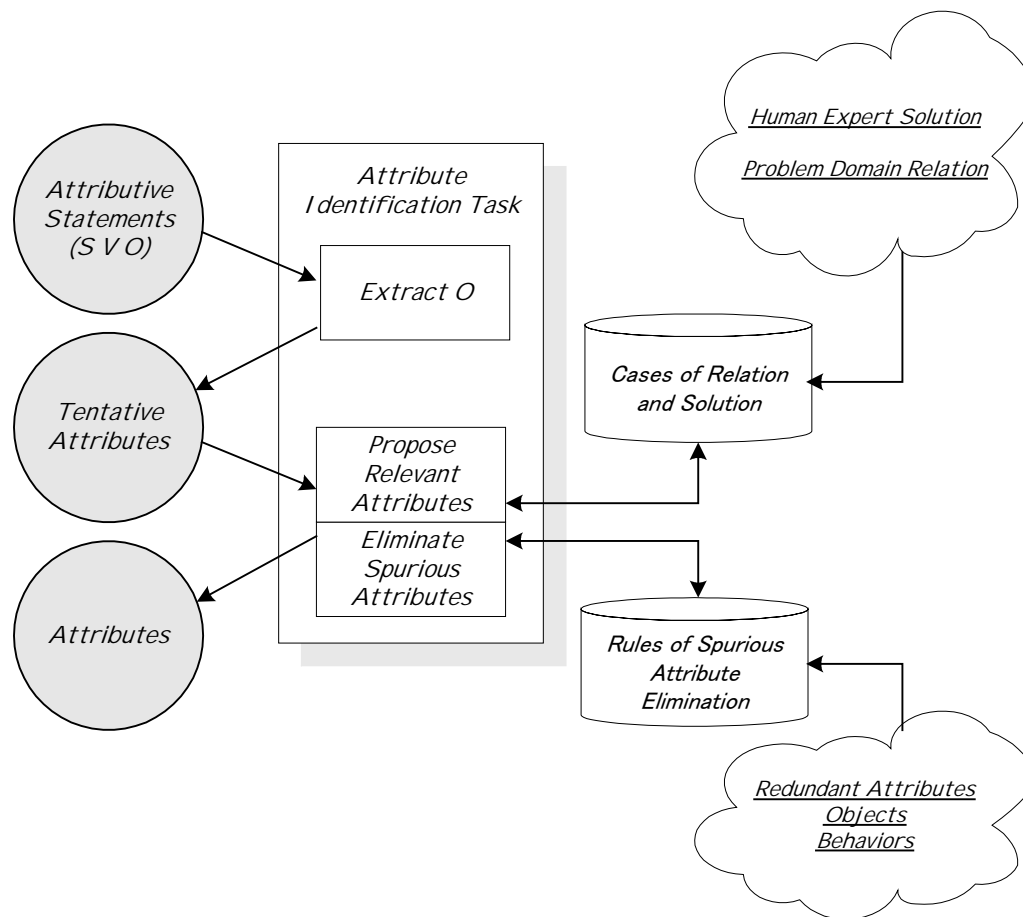 Attributive
Statements
(S V O)
Tentative
Attributes
Attributes
Attribute
Identification Task
Extract O
Propose
Relevant
Attributes
Eliminate
Spurious
Attributes
Cases of Relation
and Solution
Rules of Spurious
Attribute
Elimination
Human Expert Solution
Problem Domain Relation
Redundant Attributes
Objects
Behaviors